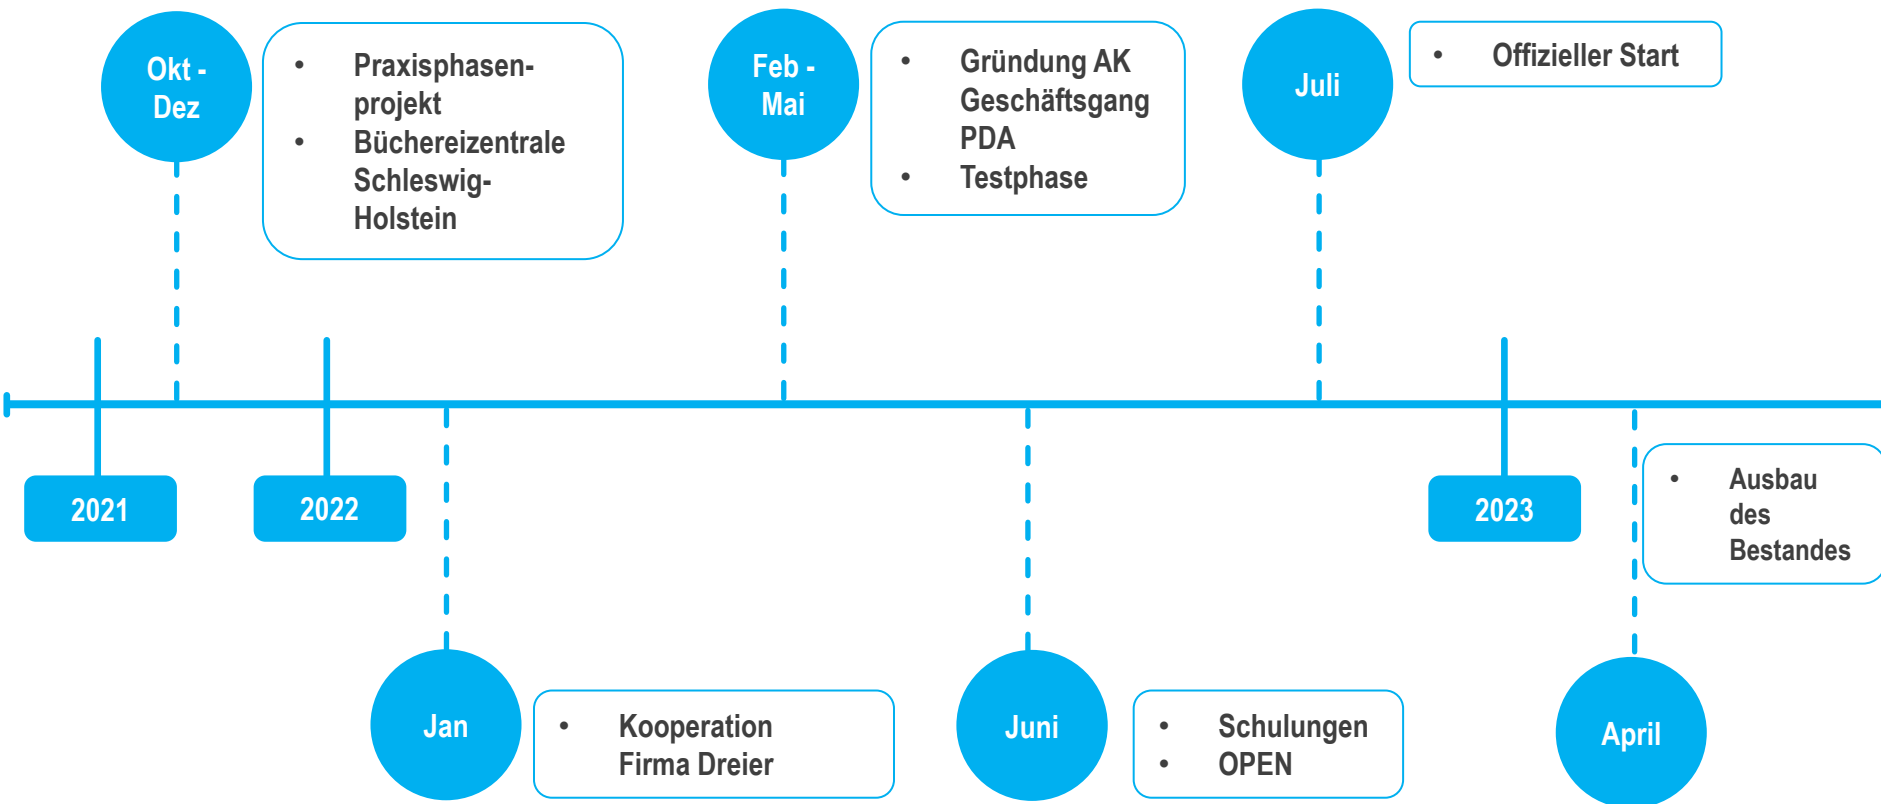 Okt -
Dez
• Praxisphasen-
projekt
• Büchereizentrale
Schleswig-
Holstein
Feb -
Mai
• Gründung AK
Geschäftsgang
PDA
• Testphase
Juli
• Offizieller Start
2021
2022
2023
• Ausbau
des
Bestandes
Jan
• Kooperation
Firma Dreier
Juni
• Schulungen
• OPEN
April